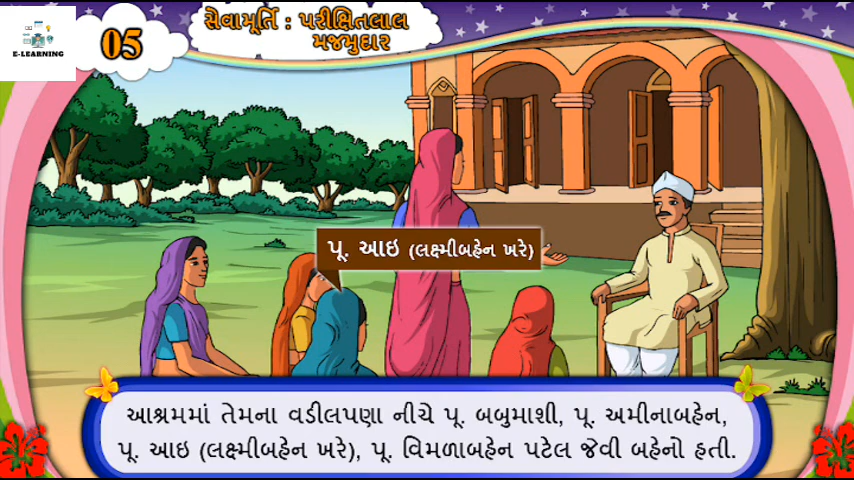 E-LEARNING
05
સેવામૂર્તિ : પરીક્ષિતલાલ
મજમુદાર
પૂ. આઇ (લક્ષ્મીબહેન ખરે)
આશ્રમમાં તેમના વડીલપણા નીચે પૂ. બબુમાશી, પૂ. અમીનાબહેન,
પૂ. આઇ (લક્ષ્મીબહેન ખરે), પૂ. વિમળાબહેન પટેલ જેવી બહેનો હતી.